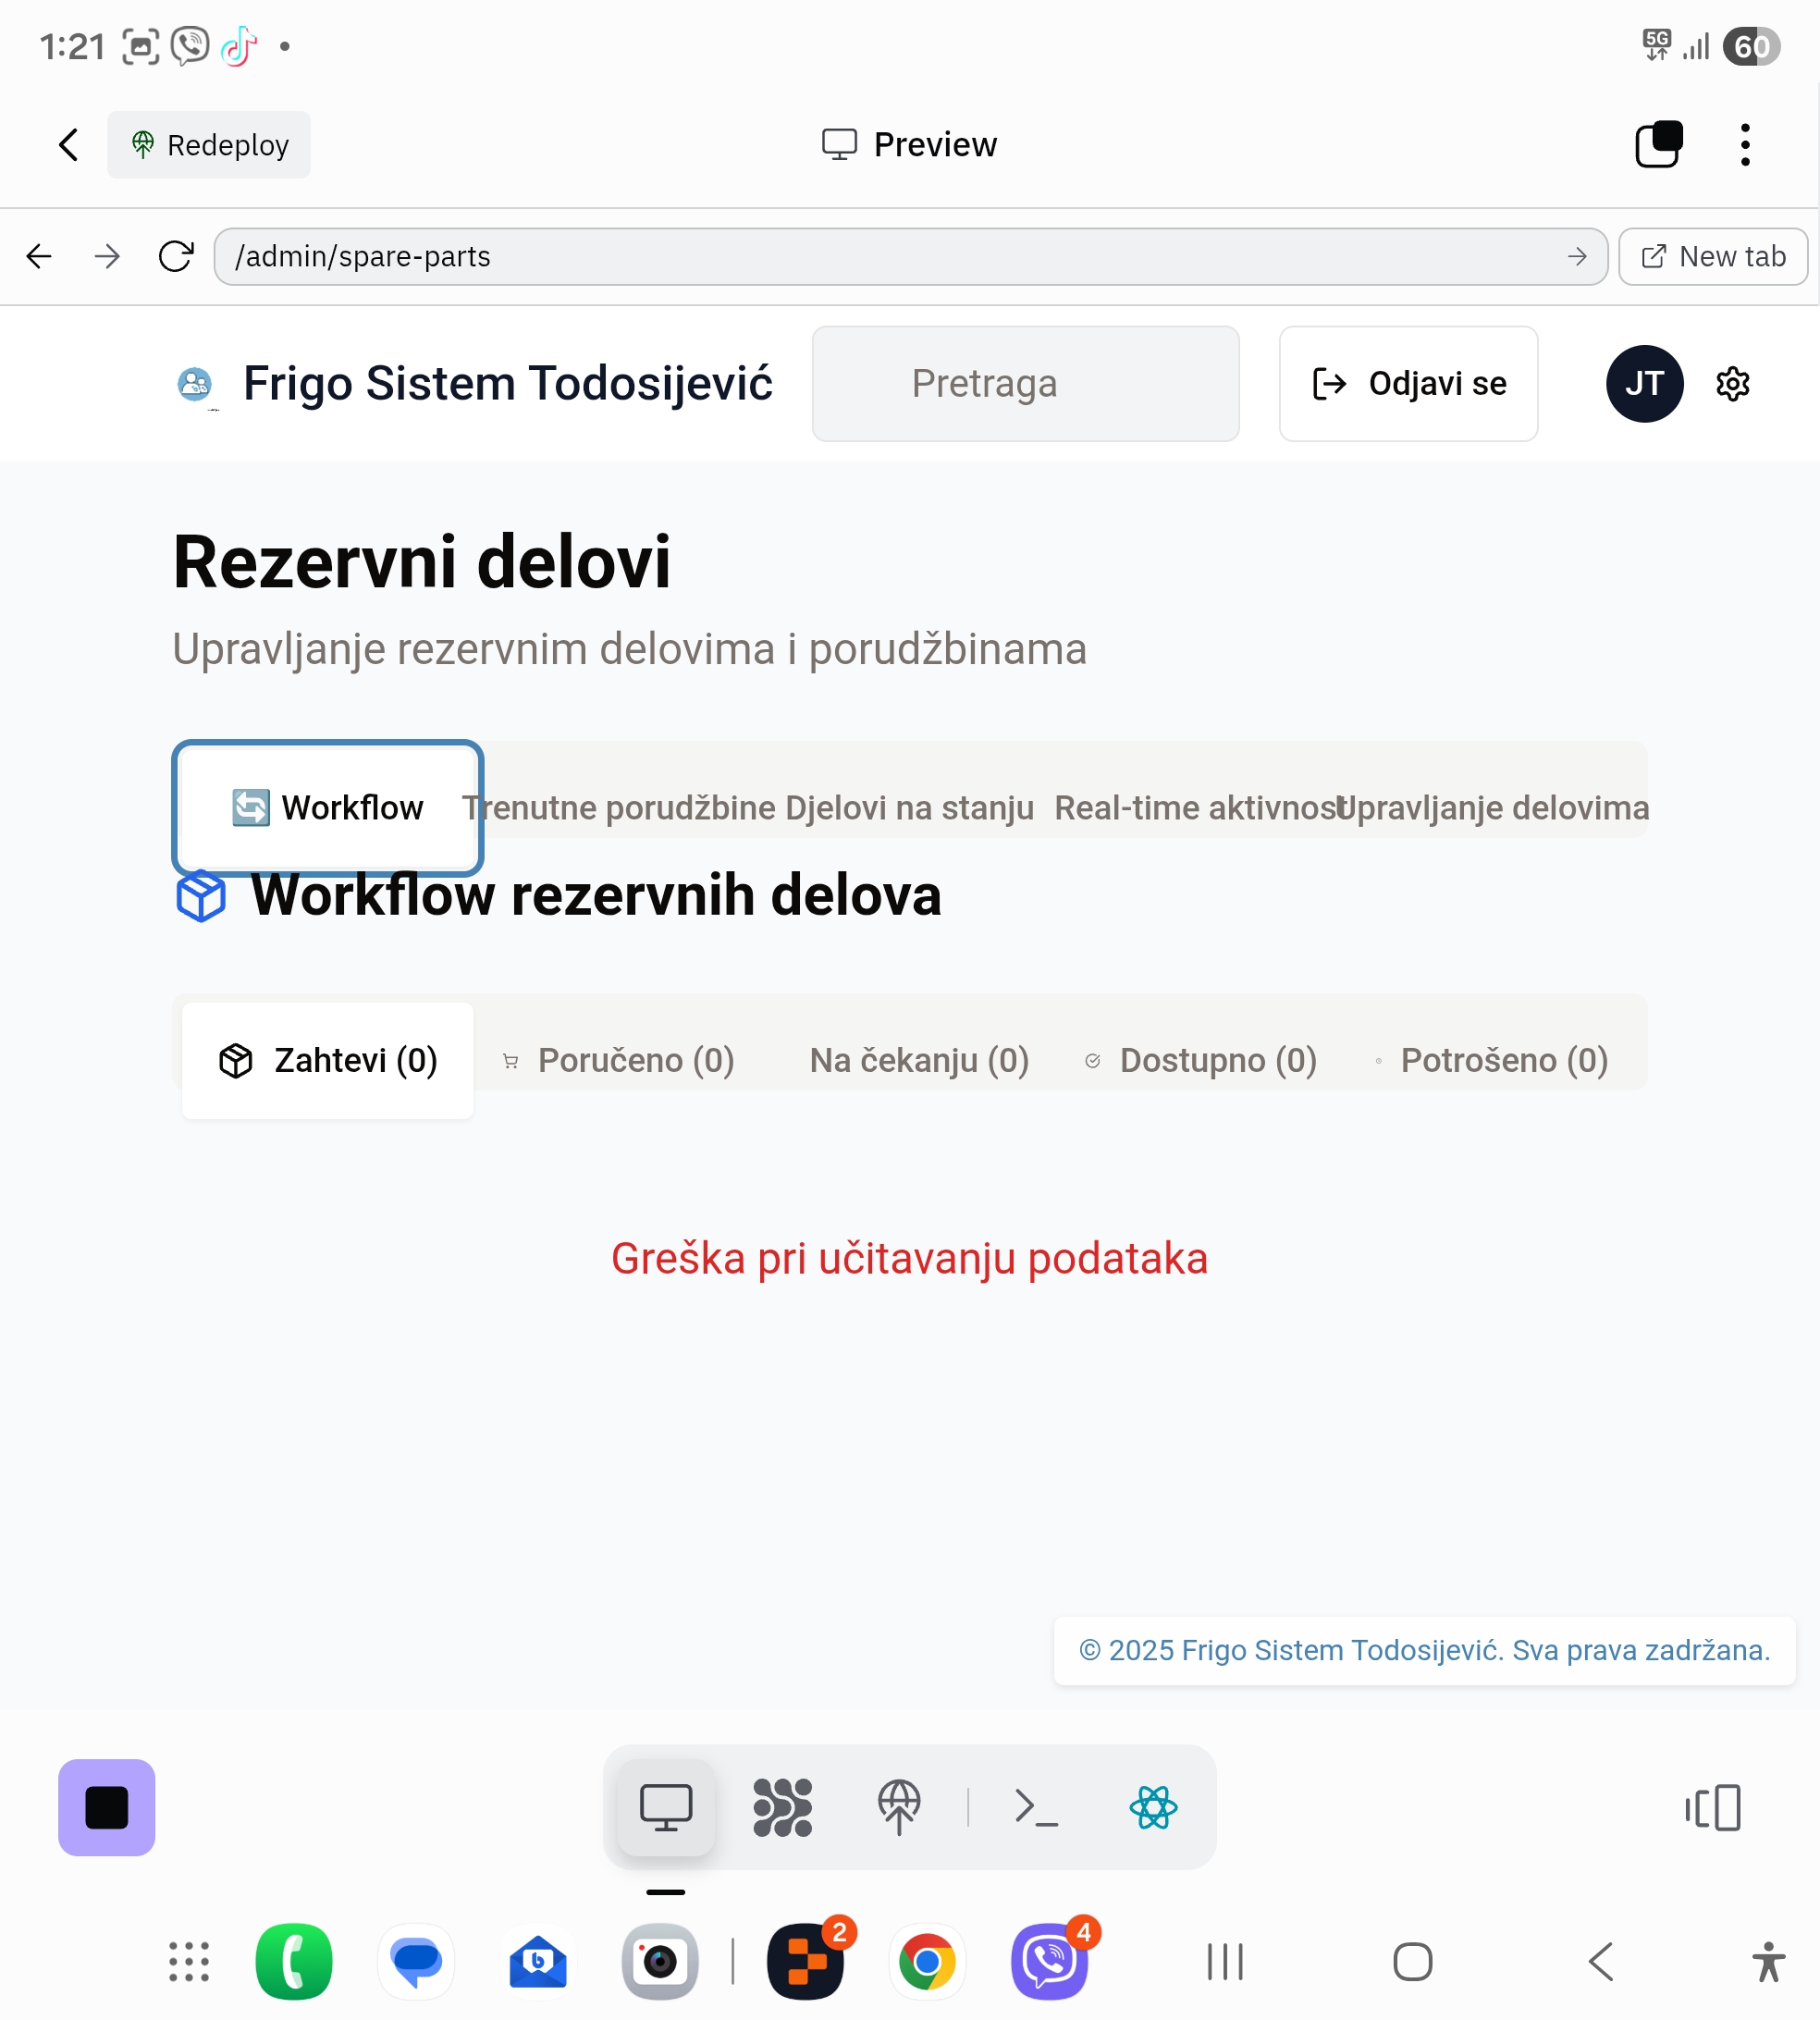 1:21
5G
60
Redeploy
Preview
/admin/spare-parts
New tab
Frigo Sistem Todosijević
Pretraga
Odjavi se
JT
Rezervni delovi
Upravljanje rezervnim delovima i porudžbinama
Workflow
Trenutne porudžbine
Djelovi na stanju
Real-time aktivnost
Upravljanje delovima
Workflow rezervnih delova
Zahtevi (0)
Poručeno (0)
Na čekanju (0)
Dostupno (0)
Potrošeno (0)
Greška pri učitavanju podataka
© 2025 Frigo Sistem Todosijević. Sva prava zadržana.
2
4